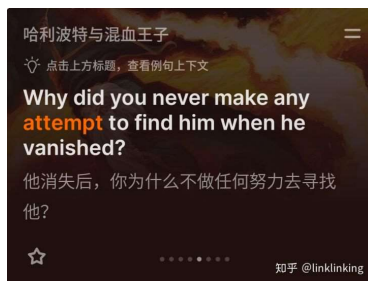 哈利波特与混血王子
点击上方标题，查看例句上下文
Why did you never make any
attempt to find him when he
vanished?
他消失后，你为什么不做任何努力去寻找
他？
知乎 @linklinking